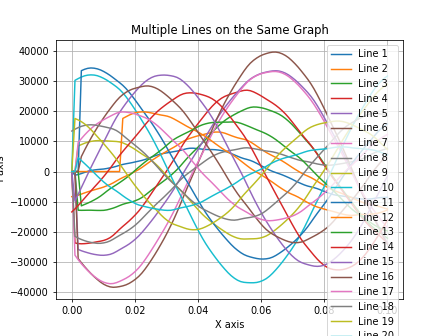 Multiple Lines on the Same Graph
40000
30000
20000
10000
0
−10000
−20000
−30000
−40000
0.00
0.02
0.04
0.06
0.08
X axis
Line 1
Line 2
Line 3
Line 4
Line 5
Line 6
Line 7
Line 8
Line 9
Line 10
Line 11
Line 12
Line 13
Line 14
Line 15
Line 16
Line 17
Line 18
Line 19
Line 20